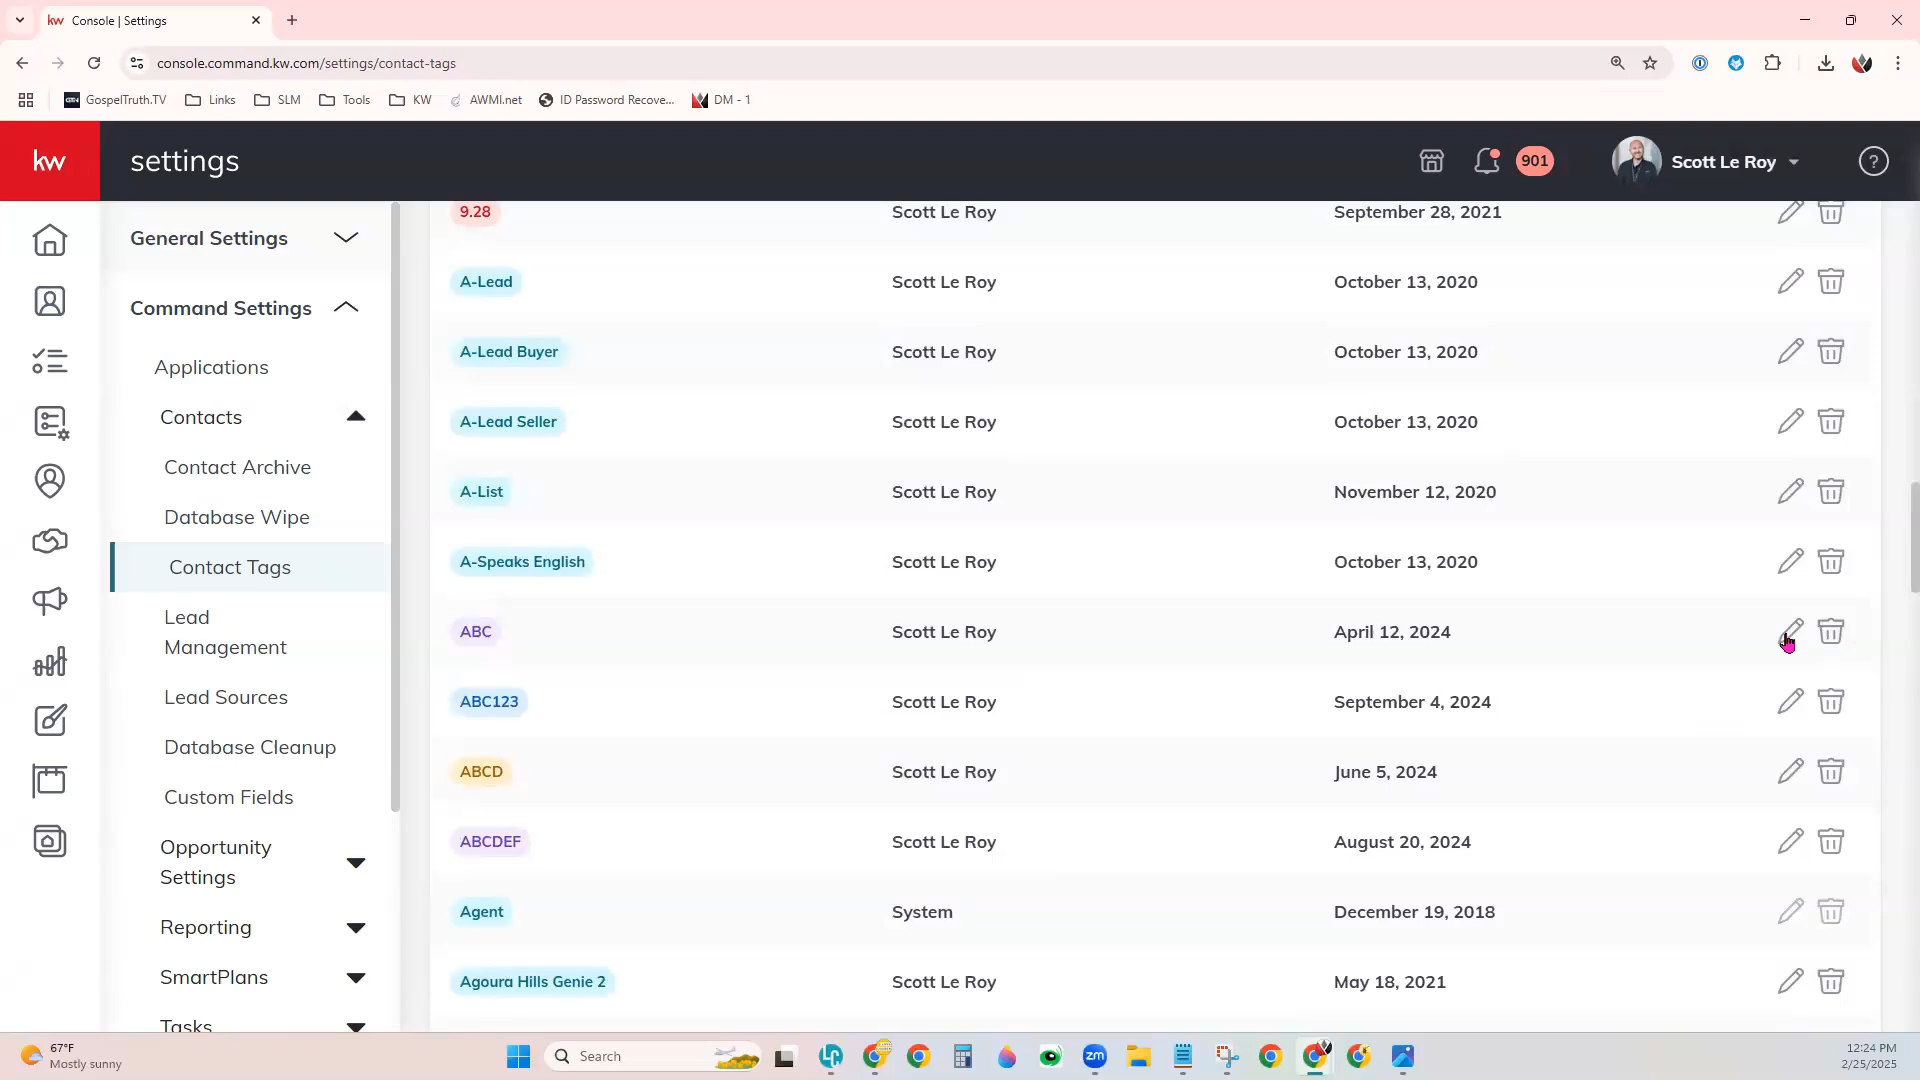 kw Console | Settings
console.command.kw.com/settings/contact-tags
GospelTruth.TV Links SLM Tools KW AWMI.net ID Password Recove... DM - 1
kw settings 901 Scott Le Roy ?
General Settings
Command Settings
Applications
Contacts
Contact Archive
Database Wipe
Contact Tags
Lead
Management
Lead Sources
Database Cleanup
Custom Fields
Opportunity
Settings
Reporting
SmartPlans
Tasks
9.28 Scott Le Roy September 28, 2021
A-Lead Scott Le Roy October 13, 2020
A-Lead Buyer Scott Le Roy October 13, 2020
A-Lead Seller Scott Le Roy October 13, 2020
A-List Scott Le Roy November 12, 2020
A-Speaks English Scott Le Roy October 13, 2020
ABC Scott Le Roy April 12, 2024
ABC123 Scott Le Roy September 4, 2024
ABCD Scott Le Roy June 5, 2024
ABCDEF Scott Le Roy August 20, 2024
Agent System December 19, 2018
Agoura Hills Genie 2 Scott Le Roy May 18, 2021
67°F
Mostly sunny
Search
zm
12:24 PM
2/25/2025